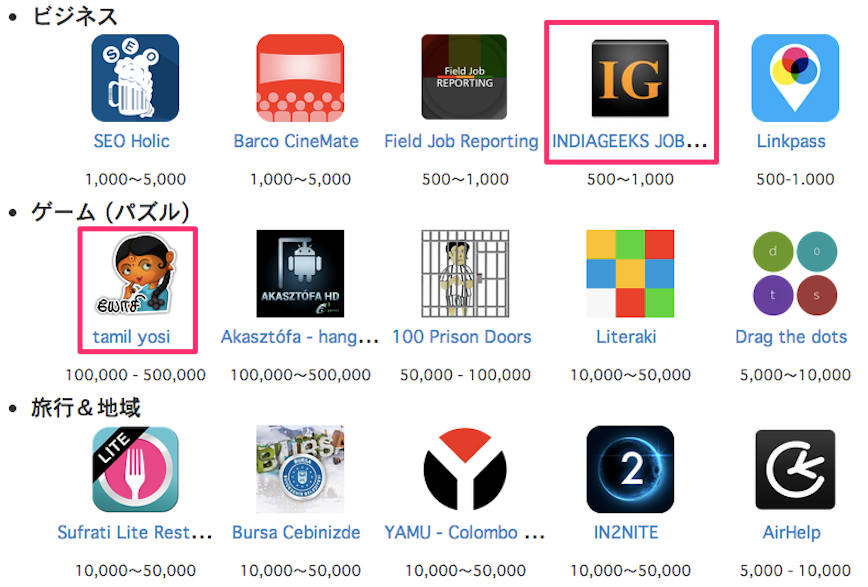 ビジネス
SEO
Field Job
REPORTING
IG
SEO Holic Barco CineMate Field Job Reporting INDIAGEEKS JOB... Linkpass
1,000〜5,000 1,000〜5,000 500〜1,000 500〜1,000 500-1.000
ゲーム (パズル)
யோசி
AKASZTÓFA HD
d o
t s
tamil yosi Akasztófa - hang... 100 Prison Doors Literaki Drag the dots
100,000 - 500,000 100,000〜500,000 50,000 - 100,000 10,000〜50,000 5,000〜10,000
旅行＆地域
LITE
BURSA
2
Sufrati Lite Rest... Bursa Cebinizde YAMU - Colombo ... IN2NITE AirHelp
10,000〜50,000 10,000〜50,000 10,000〜50,000 10,000〜50,000 5,000 - 10,000